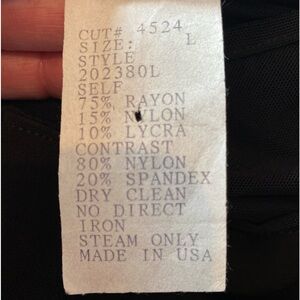 CUT# 4524
SIZE: L
STYLE
202380L
SELF
75% RAYON
15% NYLON
10% LYCRA
CONTRAST
80% NYLON
20% SPANDEX
DRY CLEAN
NO DIRECT
IRON
STEAM ONLY
MADE IN USA